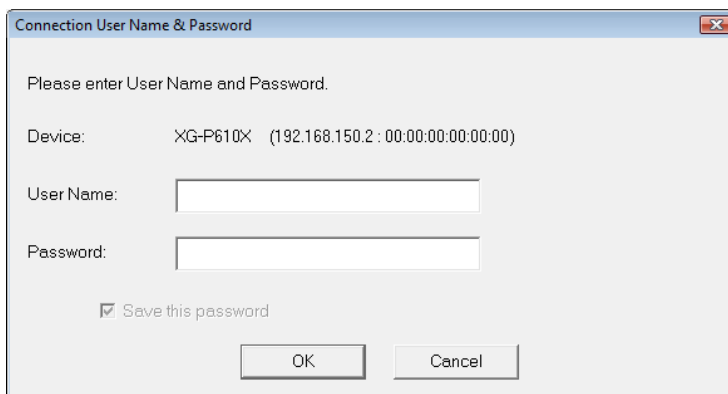 Connection User Name & Password
Please enter User Name and Password.
Device: XG-P610X (192.168.150.2 : 00:00:00:00:00:00)
User Name:
Password:
Save this password
OK Cancel